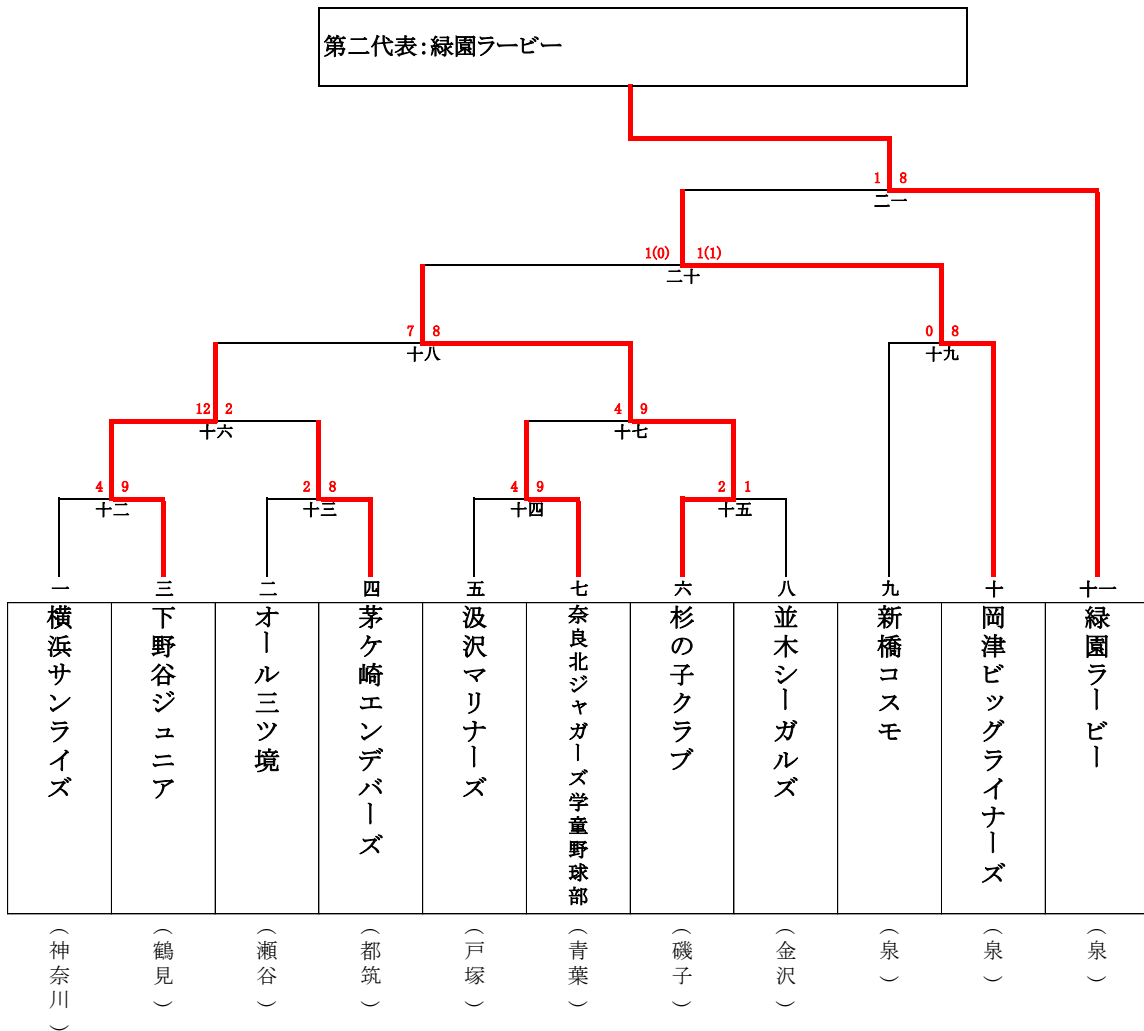 第二代表:緑園ラービー
1 8
二一
1(0) 1(1)
二十
7 8
十八
0 8
十九
12 2
十六
4 9
十七
4 9
十二
2 8
十三
4 9
十四
2 1
十五
一
三
二
四
五
七
六
八
九
十
十一
横浜サンライズ
下野谷ジュニア
オール三ツ境
茅ケ崎エンデバーズ
汲沢マリナーズ
奈良北ジャガーズ学童野球部
杉の子クラブ
並木シーガルズ
新橋コスモ
岡津ビッグライナーズ
緑園ラービー
(神奈川)
(鶴見)
(瀬谷)
(都筑)
(戸塚)
(青葉)
(磯子)
(金沢)
(泉)
(泉)
(泉)